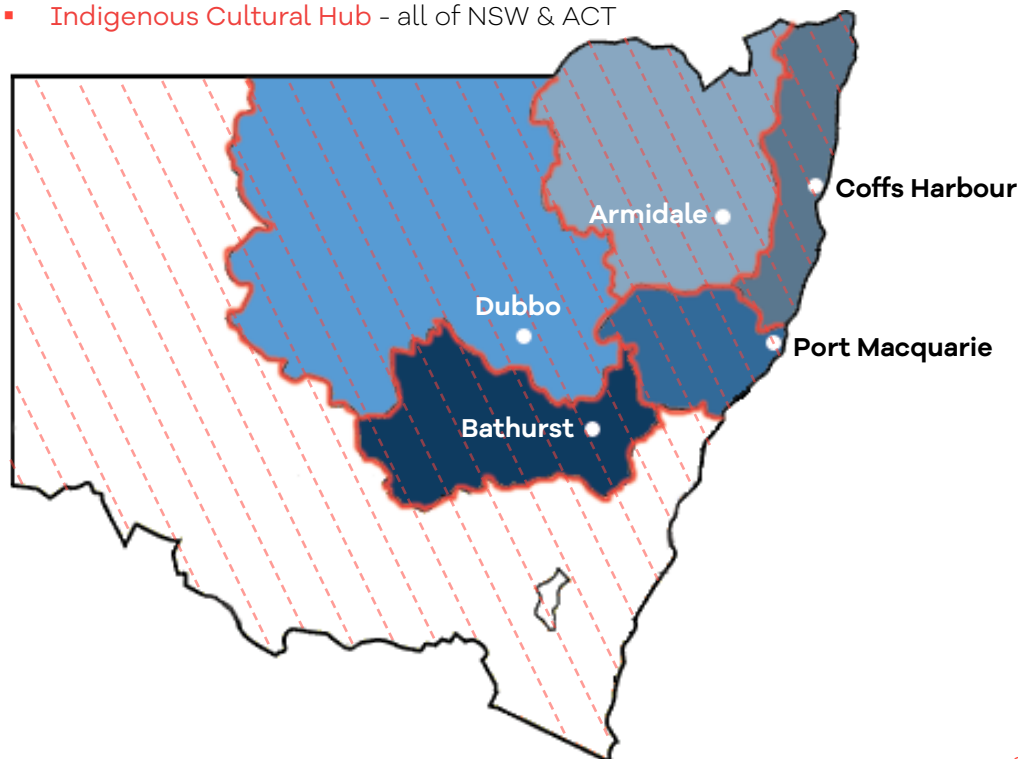 ▪ Indigenous Cultural Hub - all of NSW & ACT
Coffs Harbour
Armidale
Dubbo
Port Macquarie
Bathurst